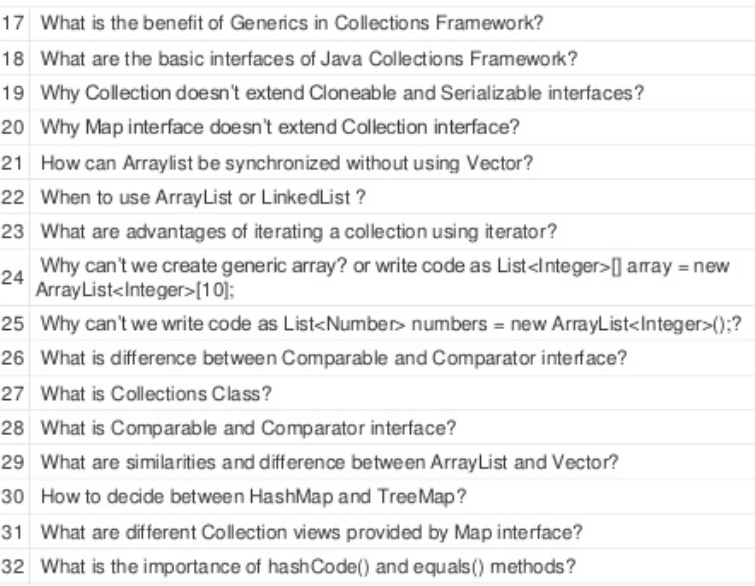 17 What is the benefit of Generics in Collections Framework?
18 What are the basic interfaces of Java Collections Framework?
19 Why Collection doesn't extend Cloneable and Serializable interfaces?
20 Why Map interface doesn't extend Collection interface?
21 How can Arraylist be synchronized without using Vector?
22 When to use ArrayList or LinkedList ?
23 What are advantages of iterating a collection using iterator?
24 Why can't we create generic array? or write code as List<Integer>[] array = new
ArrayList<Integer>[10];
25 Why can't we write code as List<Number> numbers = new ArrayList<Integer>();?
26 What is difference between Comparable and Comparator interface?
27 What is Collections Class?
28 What is Comparable and Comparator interface?
29 What are similarities and difference between ArrayList and Vector?
30 How to decide between HashMap and TreeMap?
31 What are different Collection views provided by Map interface?
32 What is the importance of hashCode() and equals() methods?